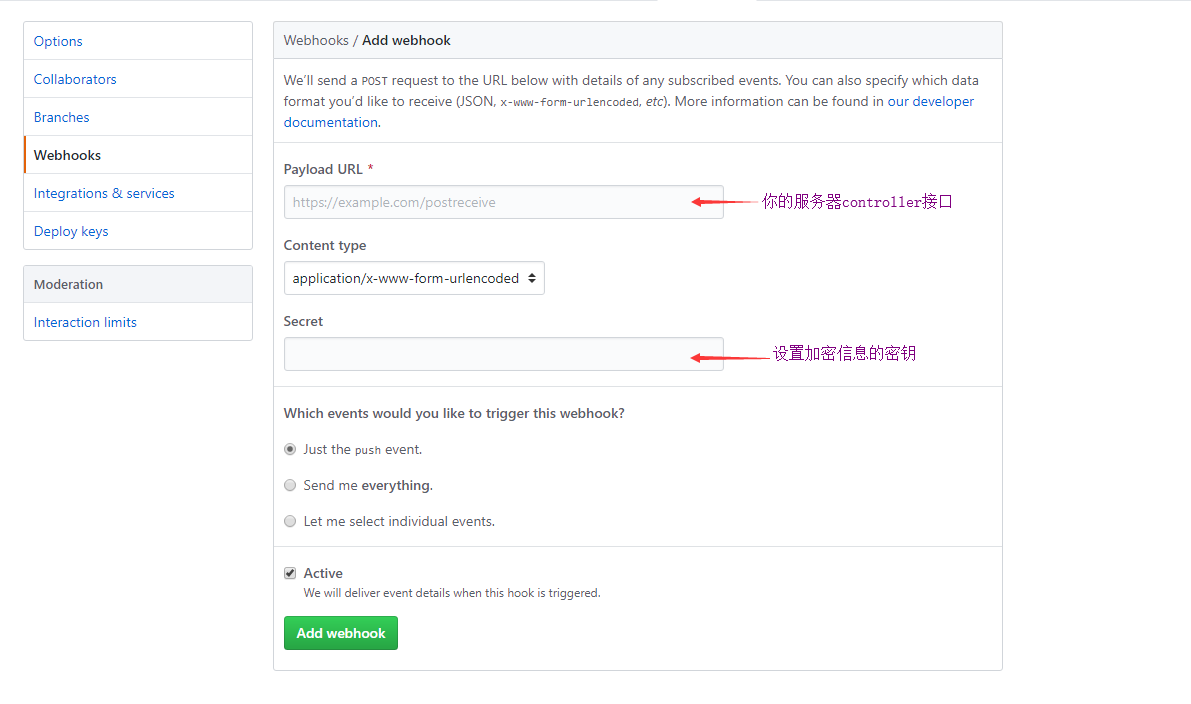 Options
Collaborators
Branches
Webhooks
Integrations & services
Deploy keys
Moderation
Interaction limits
Webhooks / Add webhook
We’ll send a POST request to the URL below with details of any subscribed events. You can also specify which data
format you’d like to receive (JSON, x-www-form-urlencoded, etc). More information can be found in our developer
documentation.
Payload URL *
https://example.com/postreceive
你的服务器controller接口
Content type
application/x-www-form-urlencoded
Secret
设置加密信息的密钥
Which events would you like to trigger this webhook?
Just the push event.
Send me everything.
Let me select individual events.
Active
We will deliver event details when this hook is triggered.
Add webhook